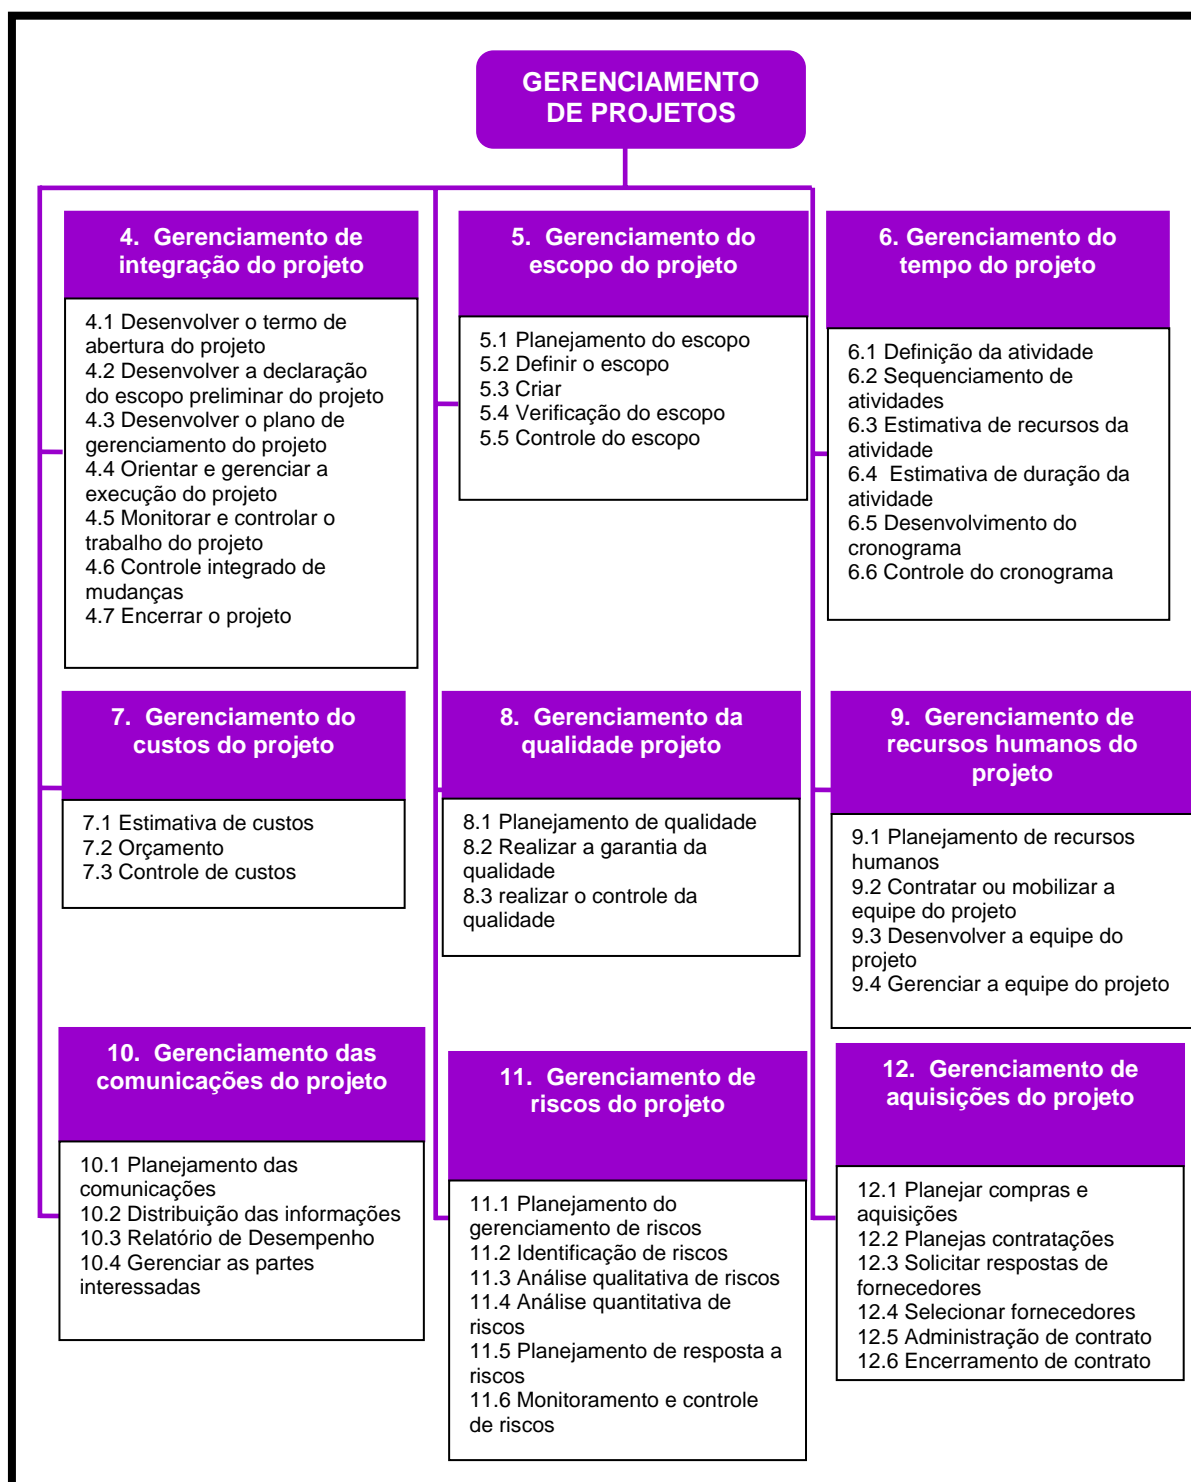 GERENCIAMENTO
DE PROJETOS
4. Gerenciamento de
integração do projeto
4.1 Desenvolver o termo de
abertura do projeto
4.2 Desenvolver a declaração
do escopo preliminar do projeto
4.3 Desenvolver o plano de
gerenciamento do projeto
4.4 Orientar e gerenciar a
execução do projeto
4.5 Monitorar e controlar o
trabalho do projeto
4.6 Controle integrado de
mudanças
4.7 Encerrar o projeto
5. Gerenciamento do
escopo do projeto
5.1 Planejamento do escopo
5.2 Definir o escopo
5.3 Criar
5.4 Verificação do escopo
5.5 Controle do escopo
6. Gerenciamento do
tempo do projeto
6.1 Definição da atividade
6.2 Sequenciamento de
atividades
6.3 Estimativa de recursos da
atividade
6.4 Estimativa de duração da
atividade
6.5 Desenvolvimento do
cronograma
6.6 Controle do cronograma
7. Gerenciamento do
custos do projeto
7.1 Estimativa de custos
7.2 Orçamento
7.3 Controle de custos
8. Gerenciamento da
qualidade projeto
8.1 Planejamento de qualidade
8.2 Realizar a garantia da
qualidade
8.3 realizar o controle da
qualidade
9. Gerenciamento de
recursos humanos do
projeto
9.1 Planejamento de recursos
humanos
9.2 Contratar ou mobilizar a
equipe do projeto
9.3 Desenvolver a equipe do
projeto
9.4 Gerenciar a equipe do projeto
10. Gerenciamento das
comunicações do projeto
10.1 Planejamento das
comunicações
10.2 Distribuição das informações
10.3 Relatório de Desempenho
10.4 Gerenciar as partes
interessadas
11. Gerenciamento de
riscos do projeto
11.1 Planejamento do
gerenciamento de riscos
11.2 Identificação de riscos
11.3 Análise qualitativa de riscos
11.4 Análise quantitativa de
riscos
11.5 Planejamento de resposta a
riscos
11.6 Monitoramento e controle
de riscos
12. Gerenciamento de
aquisições do projeto
12.1 Planejar compras e
aquisições
12.2 Planejas contratações
12.3 Solicitar respostas de
fornecedores
12.4 Selecionar fornecedores
12.5 Administração de contrato
12.6 Encerramento de contrato